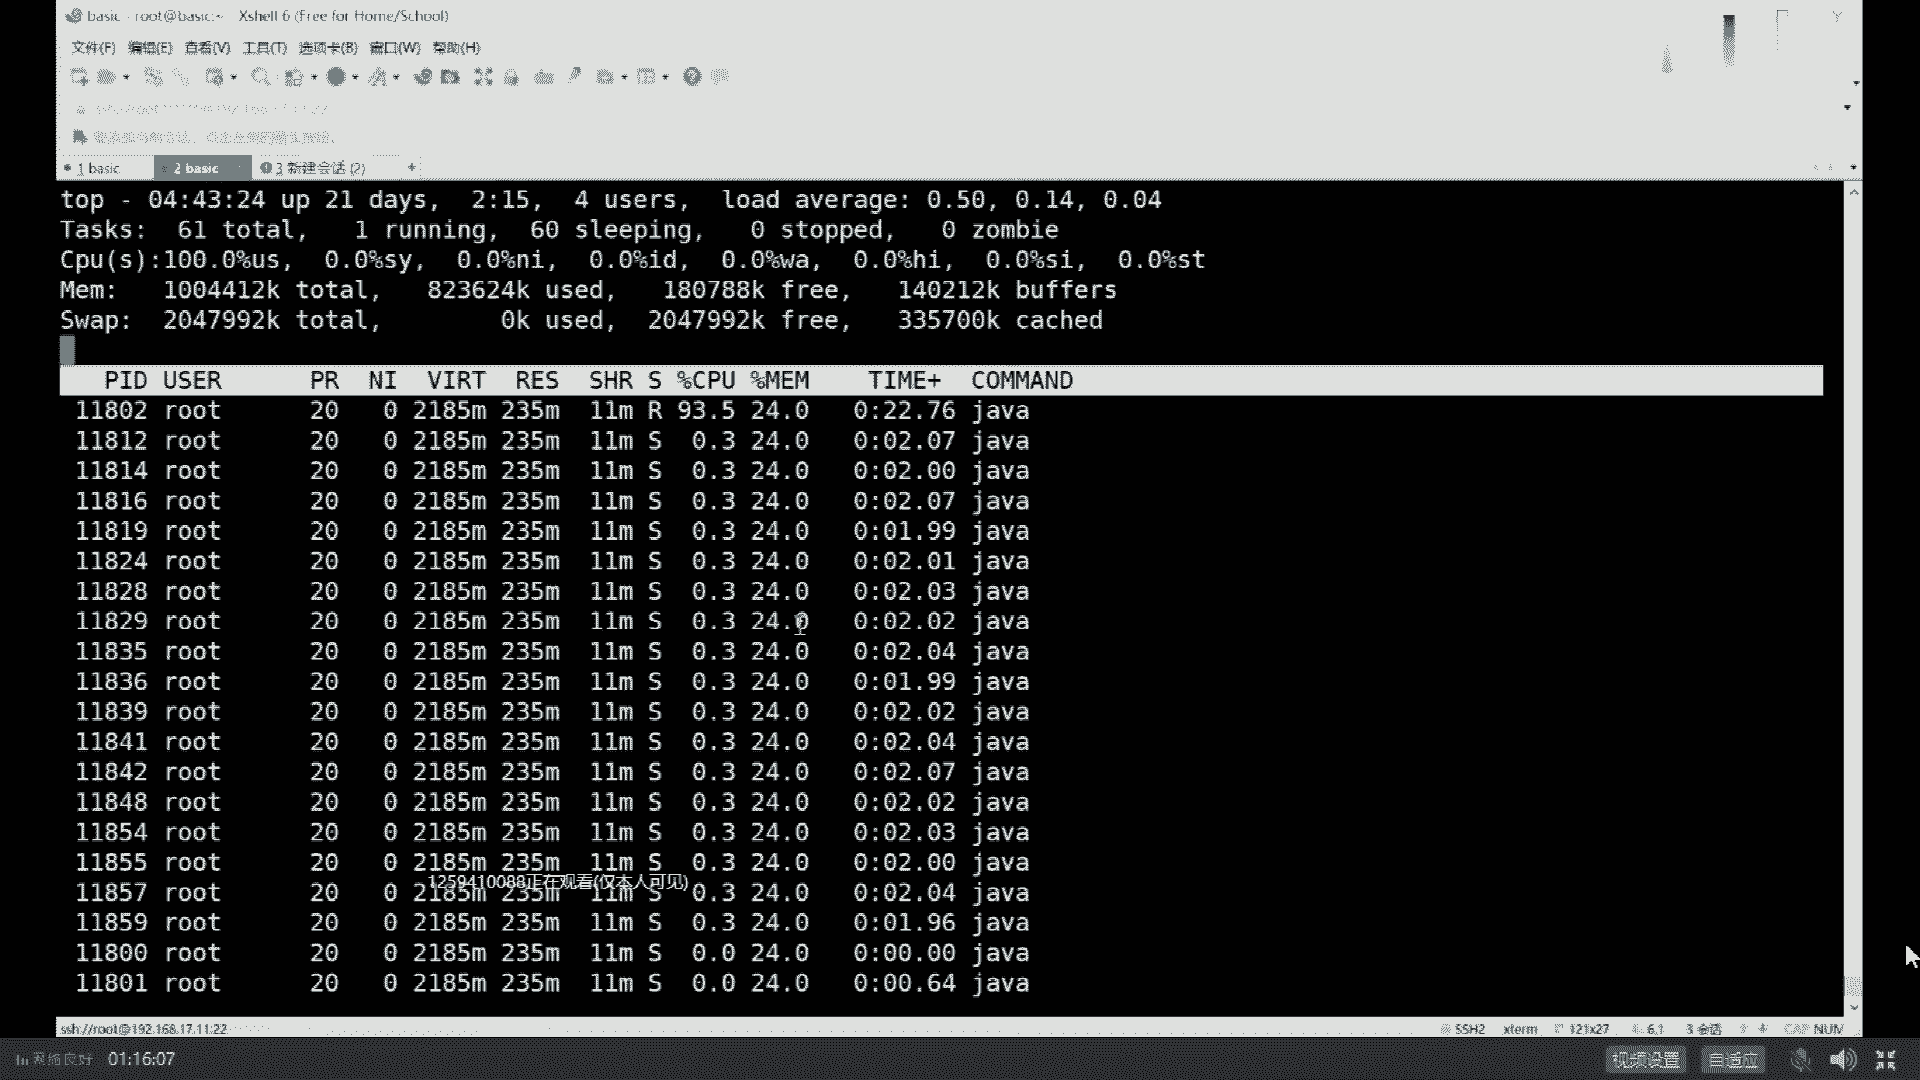 basic - root@basic:~ Xshell 6 (Free for Home/School)
文件(F) 编辑(E) 查看(V) 工具(T) 选项卡(B) 窗口(W) 帮助(H)
1 basic 2 basic 3 新建会话 (2) +
top - 04:43:24 up 21 days, 2:15, 4 users, load average: 0.50, 0.14, 0.04
Tasks: 61 total, 1 running, 60 sleeping, 0 stopped, 0 zombie
Cpu(s):100.0%us, 0.0%sy, 0.0%ni, 0.0%id, 0.0%wa, 0.0%hi, 0.0%si, 0.0%st
Mem: 1004412k total, 823624k used, 180788k free, 140212k buffers
Swap: 2047992k total, 0k used, 2047992k free, 335700k cached
PID USER PR NI VIRT RES SHR S %CPU %MEM TIME+ COMMAND
11802 root 20 0 2185m 235m 11m R 93.5 24.0 0:22.76 java
11812 root 20 0 2185m 235m 11m S 0.3 24.0 0:02.07 java
11814 root 20 0 2185m 235m 11m S 0.3 24.0 0:02.00 java
11816 root 20 0 2185m 235m 11m S 0.3 24.0 0:02.07 java
11819 root 20 0 2185m 235m 11m S 0.3 24.0 0:01.99 java
11824 root 20 0 2185m 235m 11m S 0.3 24.0 0:02.01 java
11828 root 20 0 2185m 235m 11m S 0.3 24.0 0:02.03 java
11829 root 20 0 2185m 235m 11m S 0.3 24.0 0:02.02 java
11835 root 20 0 2185m 235m 11m S 0.3 24.0 0:02.04 java
11836 root 20 0 2185m 235m 11m S 0.3 24.0 0:01.99 java
11839 root 20 0 2185m 235m 11m S 0.3 24.0 0:02.02 java
11841 root 20 0 2185m 235m 11m S 0.3 24.0 0:02.04 java
11842 root 20 0 2185m 235m 11m S 0.3 24.0 0:02.07 java
11848 root 20 0 2185m 235m 11m S 0.3 24.0 0:02.02 java
11854 root 20 0 2185m 235m 11m S 0.3 24.0 0:02.03 java
11855 root 20 0 2185m 235m 11m S 0.3 24.0 0:02.00 java
1259410088正在观看(仅本人可见)
11857 root 20 0 2185m 235m 11m S 0.3 24.0 0:02.04 java
11859 root 20 0 2185m 235m 11m S 0.3 24.0 0:01.96 java
11800 root 20 0 2185m 235m 11m S 0.0 24.0 0:00.00 java
11801 root 20 0 2185m 235m 11m S 0.0 24.0 0:00.64 java
ssh://root@192.168.17.11:22 SSH2 xterm 121x27 6,1 3 会话 CAP NUM
网络良好 01:16:07 视频设置 自适应